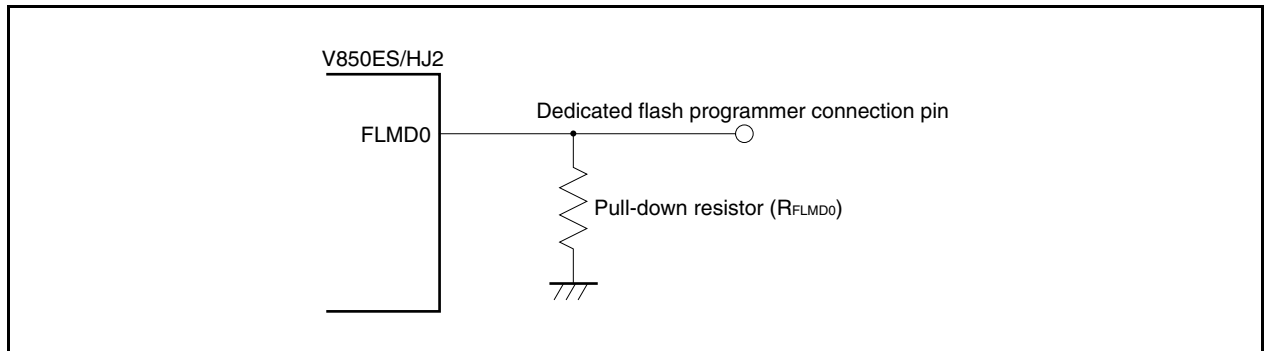 V850ES/HJ2
Dedicated flash programmer connection pin
FLMD0
Pull-down resistor (RFLMD0)